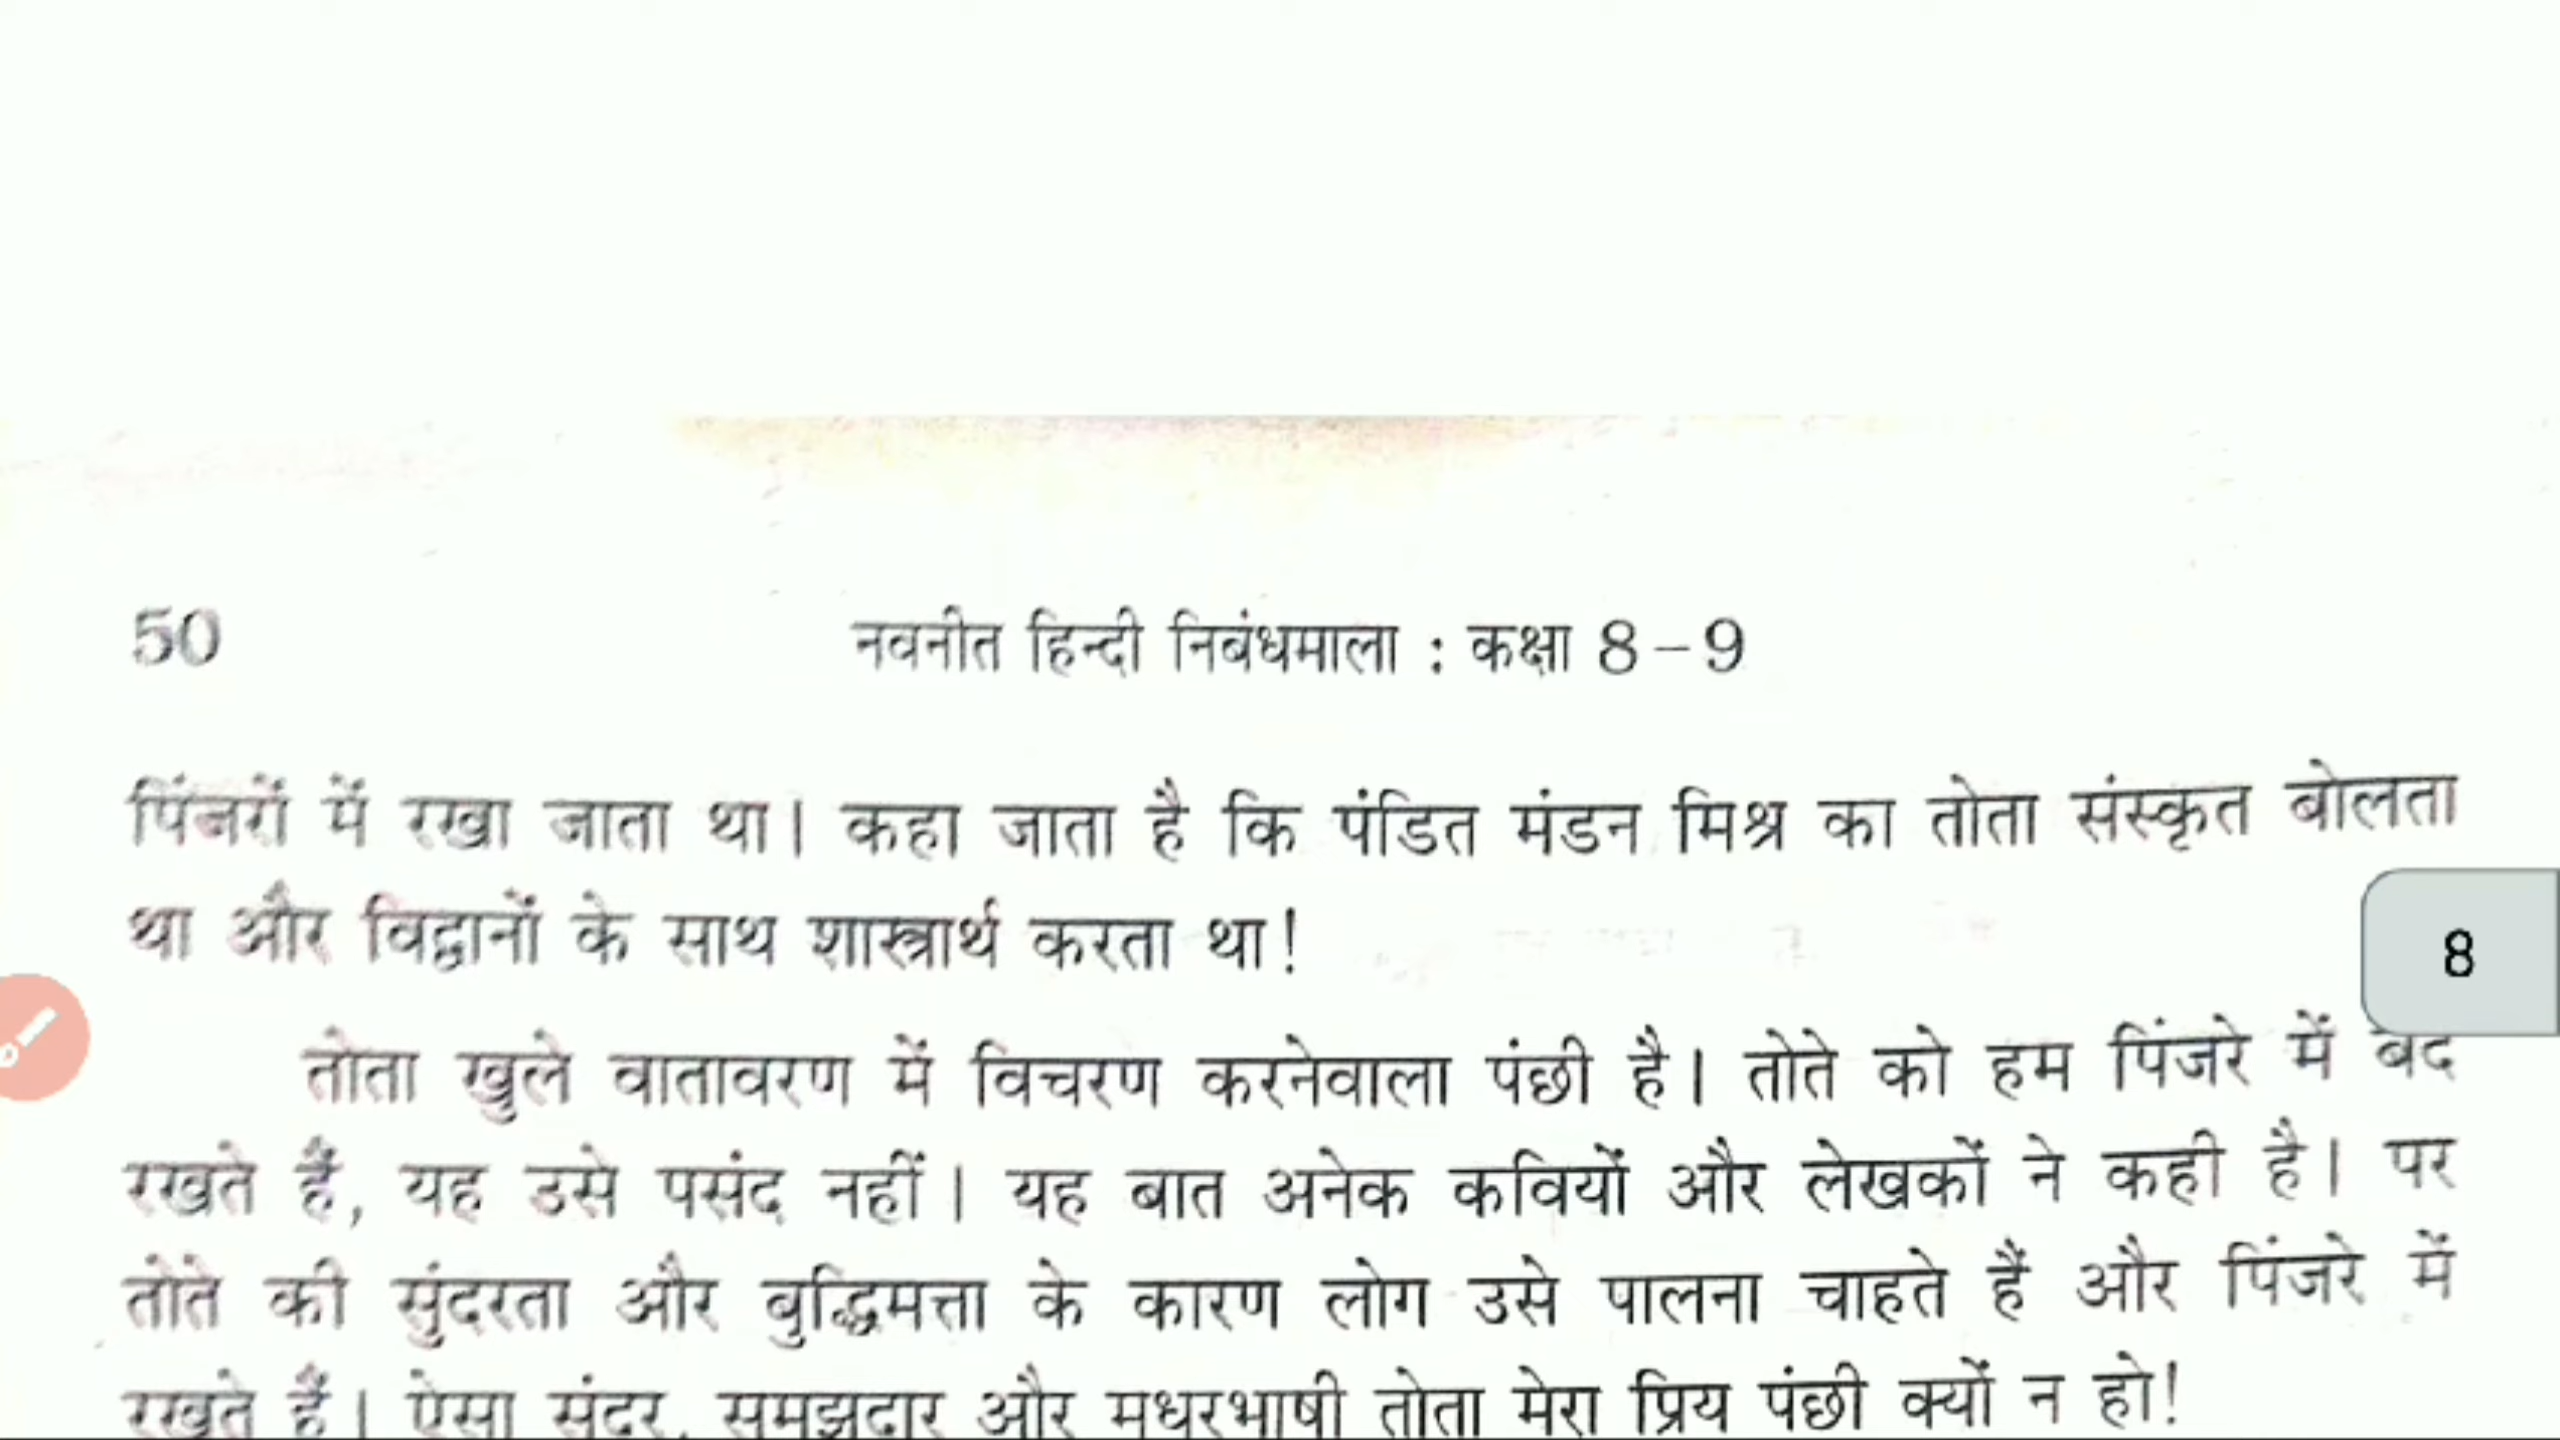 50 नवनीत हिन्दी निबंधमाला : कक्षा 8 – 9
पिंजरों में रखा जाता था। कहा जाता है कि पंडित मंडन मिश्र का तोता संस्कृत बोलता
था और विद्वानों के साथ शास्त्रार्थ करता था!
8
तोता खुले वातावरण में विचरण करनेवाला पंछी है। तोते को हम पिंजरे में बंद
रखते हैं, यह उसे पसंद नहीं। यह बात अनेक कवियों और लेखकों ने कही है। पर
तोते की सुंदरता और बुद्धिमत्ता के कारण लोग उसे पालना चाहते हैं और पिंजरे में
रखते हैं। ऐसा सुंदर, समझदार और मधुरभाषी तोता मेरा प्रिय पंछी क्यों न हो!